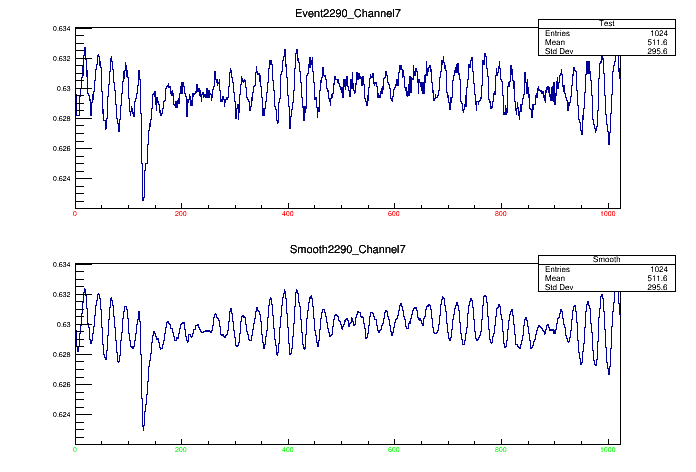 Event2290_Channel7
Test
Entries 1024
Mean 511.6
Std Dev 295.6
0.634
0.632
0.63
0.628
0.626
0.624
0 200 400 600 800 1000
Smooth2290_Channel7
Smooth
Entries 1024
Mean 511.6
Std Dev 295.6
0.634
0.632
0.63
0.628
0.626
0.624
0 200 400 600 800 1000